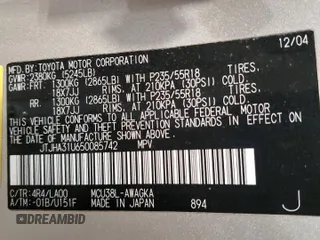 MFD.BY:TOYOTA MOTOR CORPORATION 12/04
GVWR:2380KG (5245LB)
GAWR:FRT. 1300KG (2865LB) WITH P235/55R18 TIRES.
18X7JJ RIMS. AT 210KPA (30PSI) COLD
RR. 1300KG (2865LB) WITH P235/55R18 TIRES.
18X7JJ RIMS. AT 210KPA (30PSI) COLD
THIS VEHICLE CONFORMS TO ALL APPLICABLE FEDERAL MOTOR
VEHICLE SAFETY AND BUMPER STANDARDS IN EFFECT ON
THE DATE OF MANUFACTURE SHOWN ABOVE.
JTJHA31U650085742 MPV
C/TR:4R4/LA00 MCU38L-AWAGKA
A/TM:-01B/U151F MADE IN JAPAN 894 J
autobidmaster